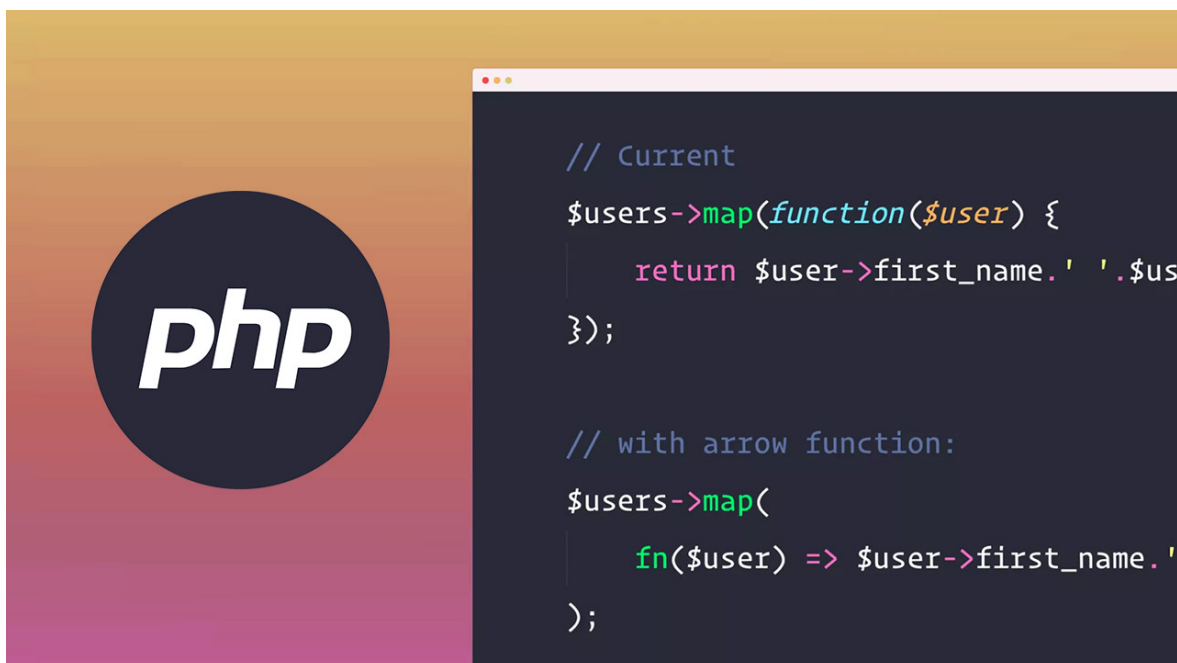 php
// Current
$users->map(function($user) {
return $user->first_name.' '.$us
});
// with arrow function:
$users->map(
fn($user) => $user->first_name.'
);